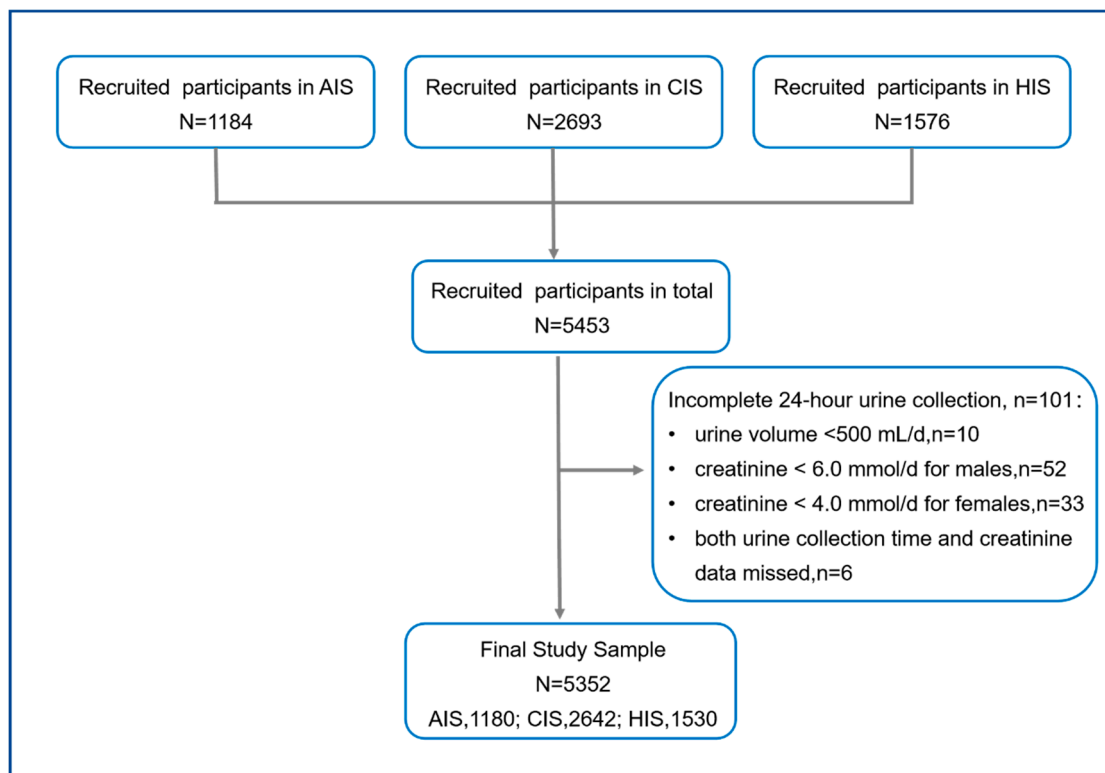 Recruited participants in AIS
N=1184
Recruited participants in CIS
N=2693
Recruited participants in HIS
N=1576
Recruited participants in total
N=5453
Incomplete 24-hour urine collection, n=101：
• urine volume <500 mL/d,n=10
• creatinine < 6.0 mmol/d for males,n=52
• creatinine < 4.0 mmol/d for females,n=33
• both urine collection time and creatinine
data missed,n=6
Final Study Sample
N=5352
AIS,1180; CIS,2642; HIS,1530